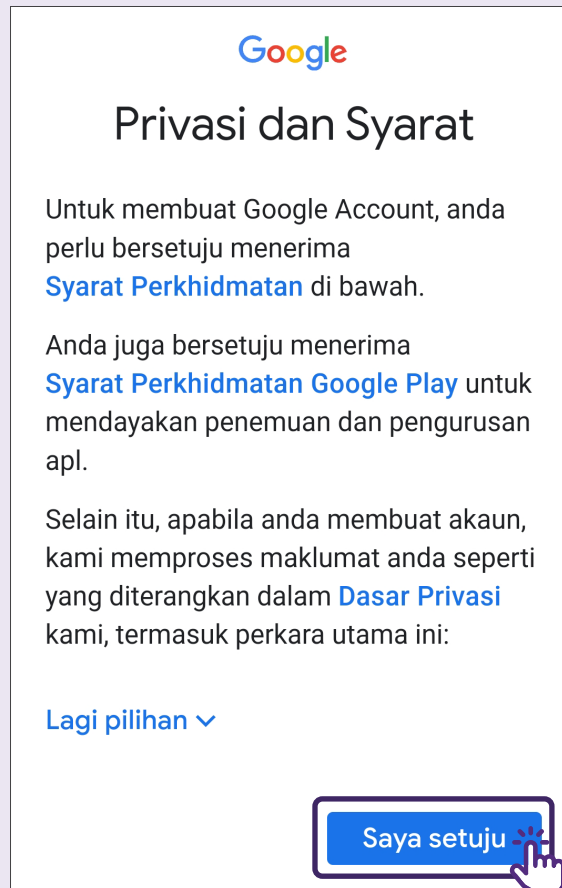 Google
Privasi dan Syarat
Untuk membuat Google Account, anda
perlu bersetuju menerima
Syarat Perkhidmatan di bawah.
Anda juga bersetuju menerima
Syarat Perkhidmatan Google Play untuk
mendayakan penemuan dan pengurusan
apl.
Selain itu, apabila anda membuat akaun,
kami memproses maklumat anda seperti
yang diterangkan dalam Dasar Privasi
kami, termasuk perkara utama ini:
Lagi pilihan
Saya setuju